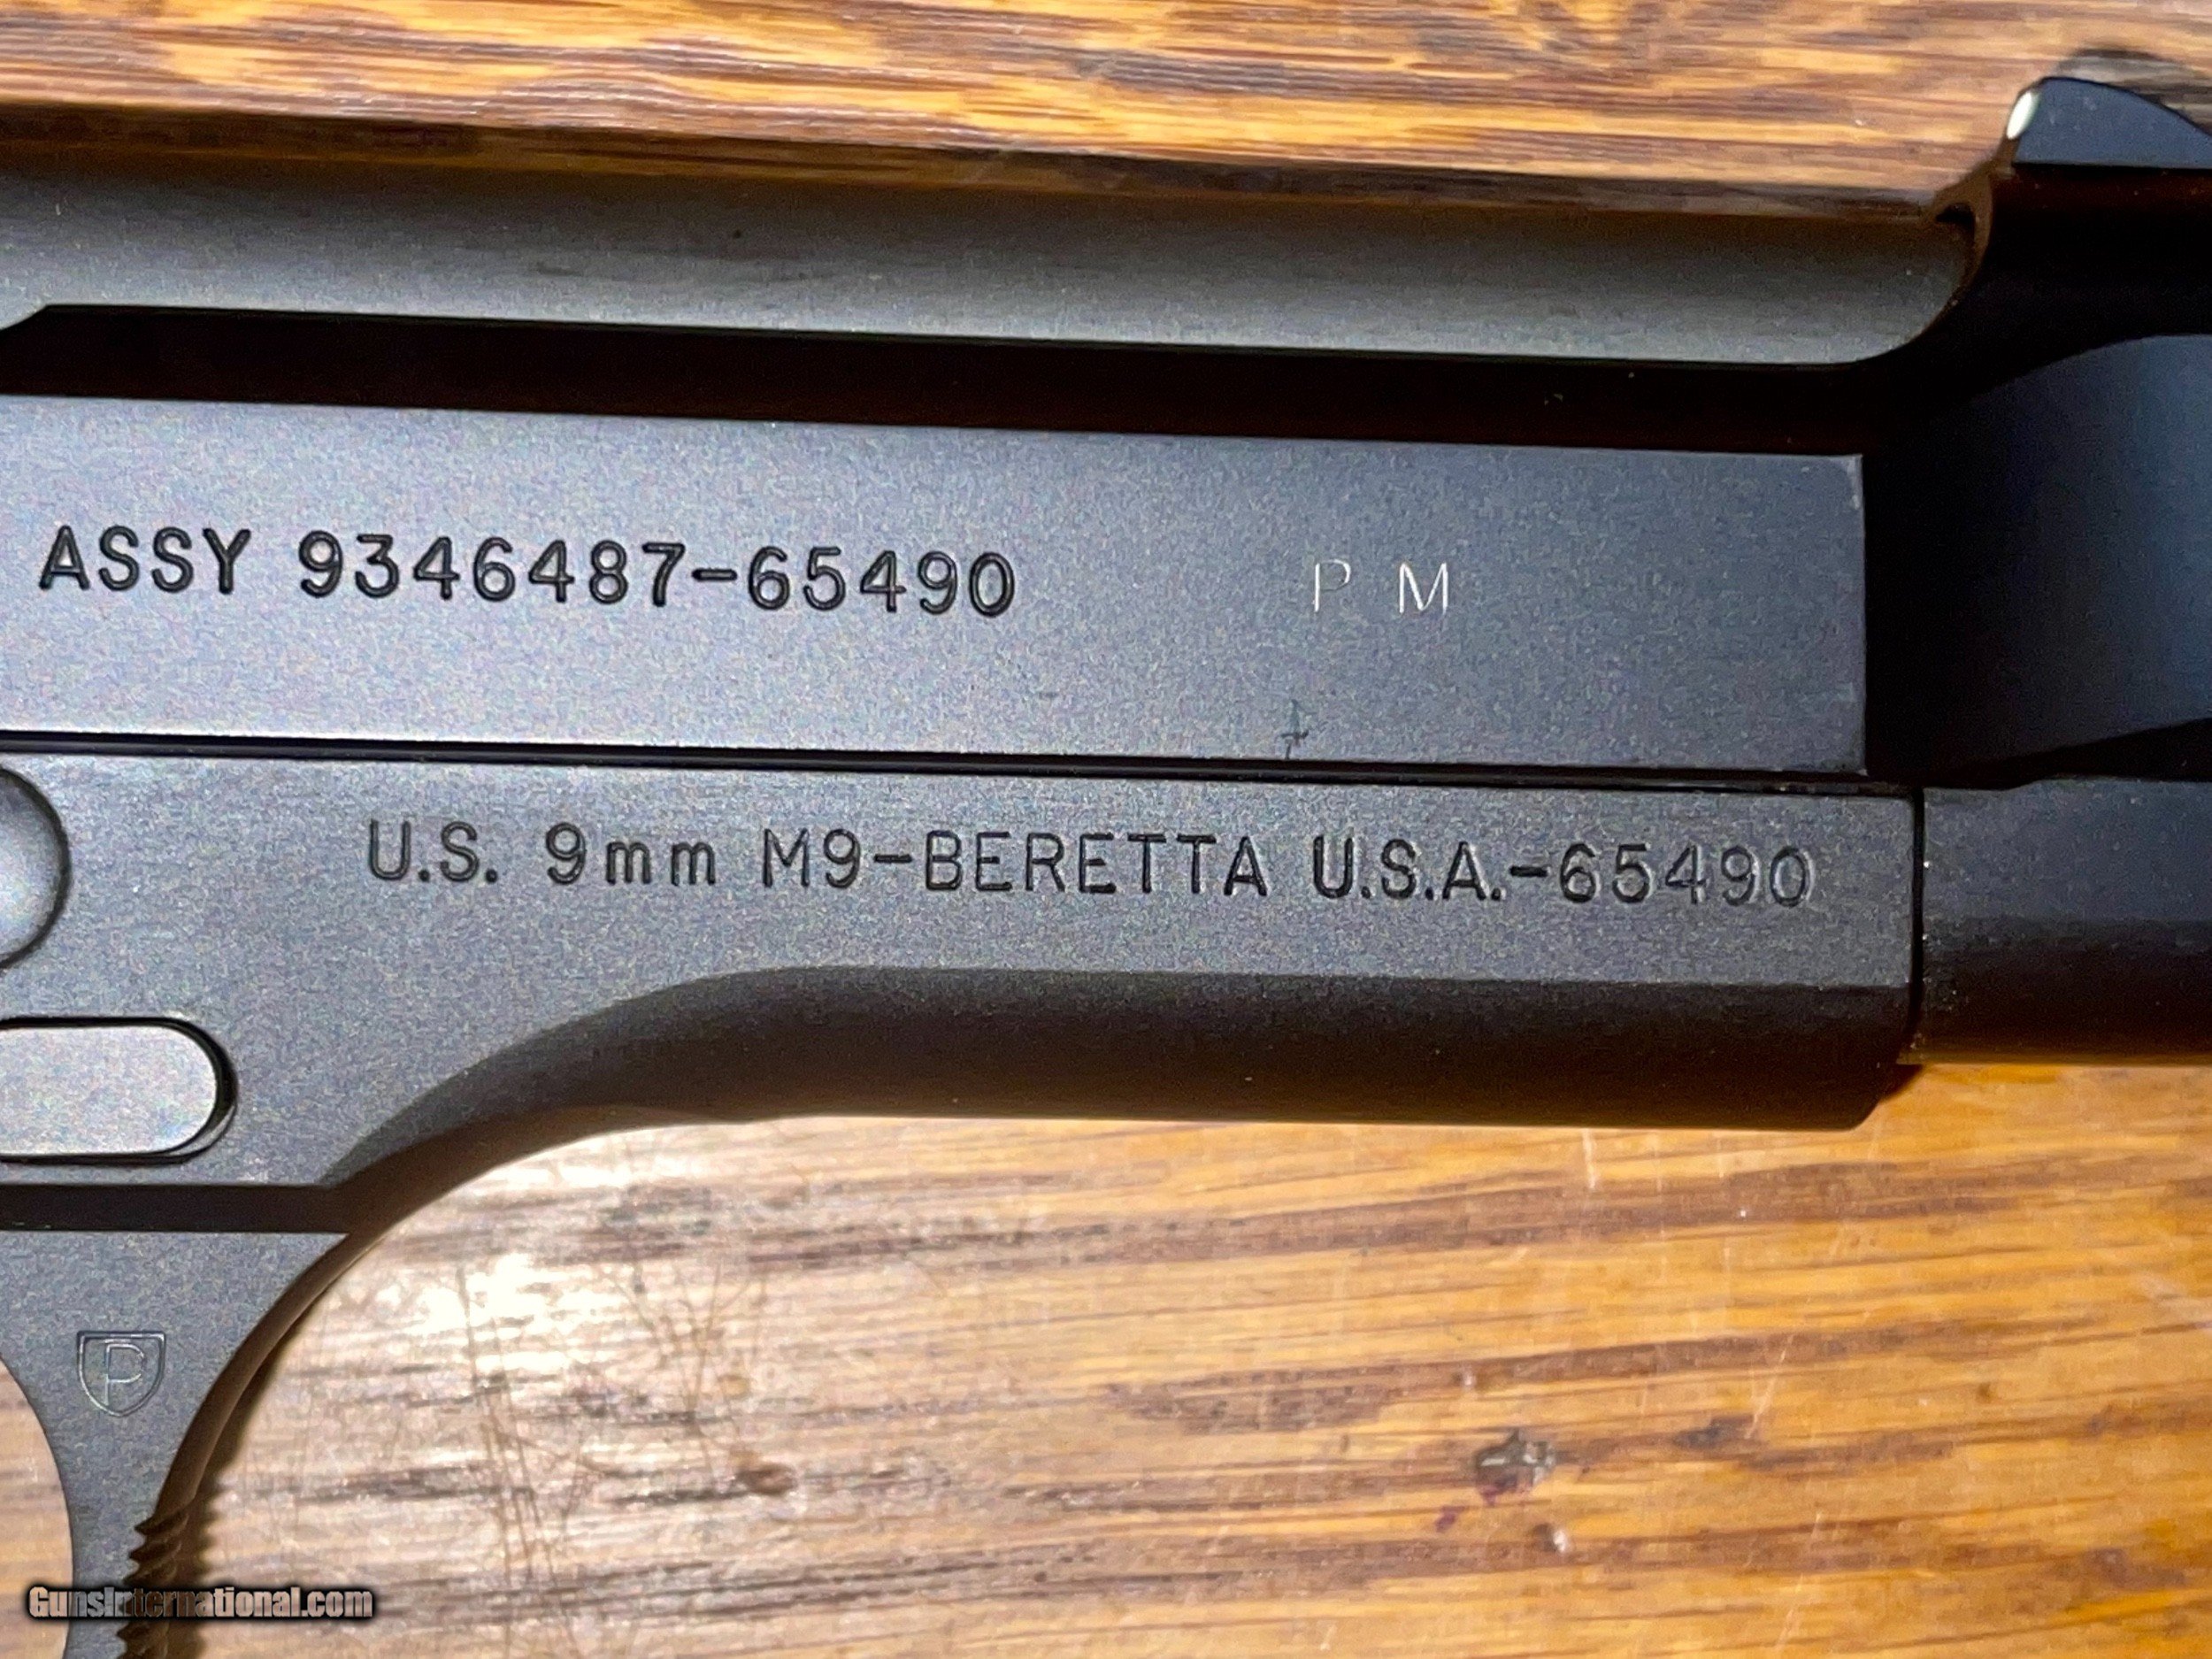 ASSY 9346487-65490 P M
U.S. 9mm M9-BERETTA U.S.A.-65490
P
GunsInternational.com